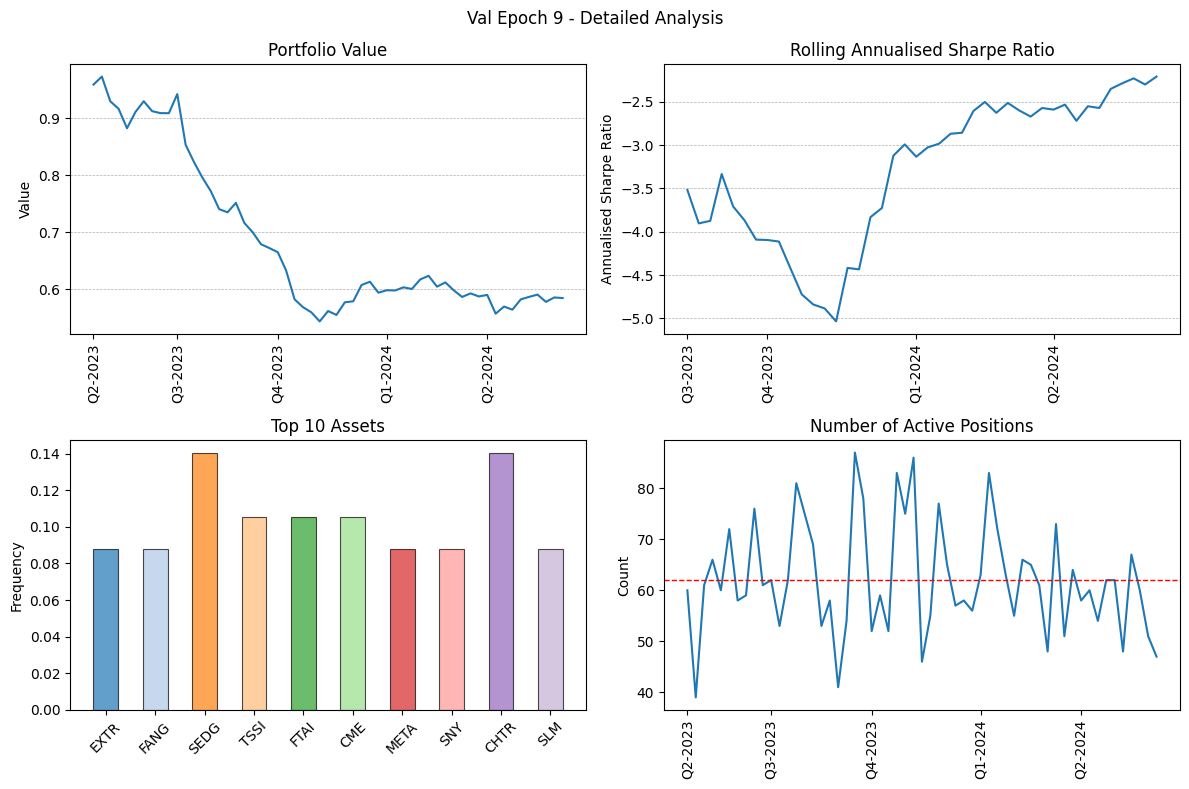 Val Epoch 9 - Detailed Analysis
Portfolio Value
Value
0.9
0.8
0.7
0.6
Q2-2023
Q3-2023
Q4-2023
Q1-2024
Q2-2024
Rolling Annualised Sharpe Ratio
Annualised Sharpe Ratio
−2.5
−3.0
−3.5
−4.0
−4.5
−5.0
Q3-2023
Q4-2023
Q1-2024
Q2-2024
Top 10 Assets
Frequency
0.14
0.12
0.10
0.08
0.06
0.04
0.02
0.00
EXTR
FANG
SEDG
TSSI
FTAI
CME
META
SNY
CHTR
SLM
Number of Active Positions
Count
80
70
60
50
40
Q2-2023
Q3-2023
Q4-2023
Q1-2024
Q2-2024